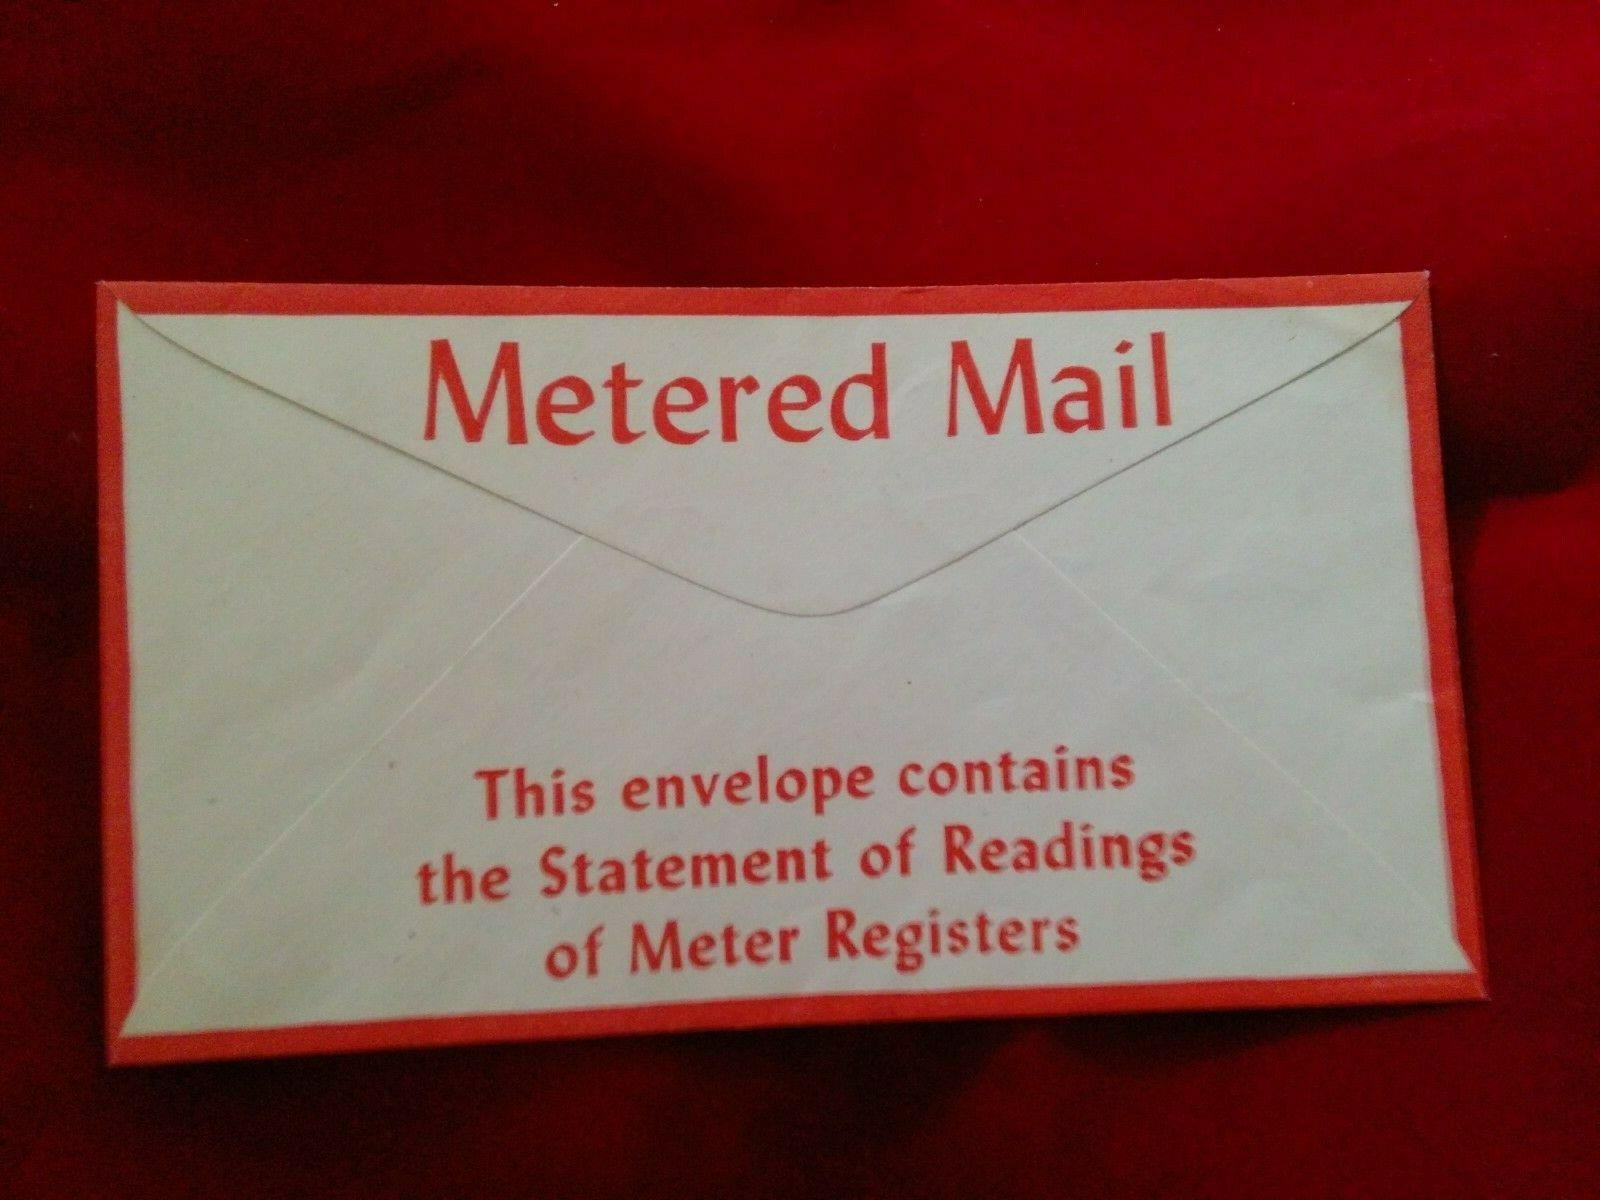 Metered Mail
This envelope contains
the Statement of Readings
of Meter Registers